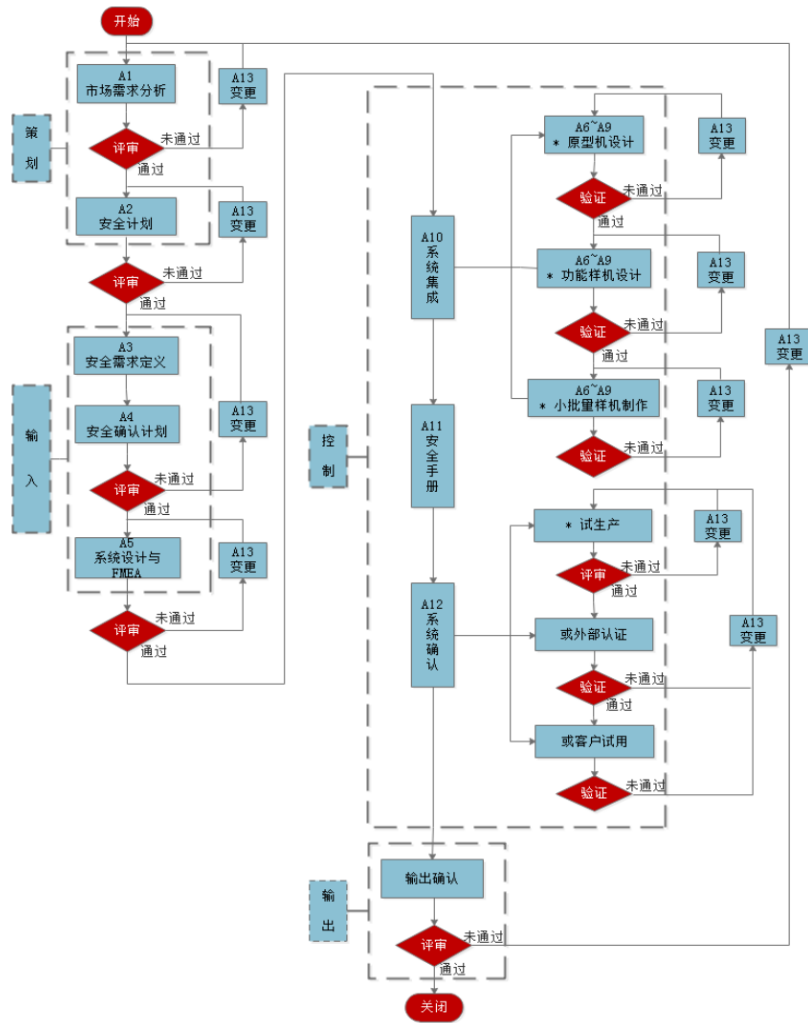 开始
A1
市场需求分析
A13
变更
策
划
评审
未通过
通过
A2
安全计划
A13
变更
评审
未通过
通过
A3
安全需求定义
A4
安全确认计划
A13
变更
输
入
评审
未通过
通过
A5
系统设计与
FMEA
A13
变更
评审
未通过
通过
控
制
A10
系
统
集
成
A11
安
全
手
册
A12
系
统
确
认
A6~A9
* 原型机设计
A13
变更
验证
未通过
通过
A6~A9
* 功能样机设计
A13
变更
验证
未通过
通过
A6~A9
* 小批量样机制作
A13
变更
验证
未通过
* 试生产
A13
变更
评审
未通过
或外部认证
A13
变更
验证
未通过
通过
或客户试用
验证
未通过
A13
变更
输
出
输出确认
评审
未通过
通过
关闭